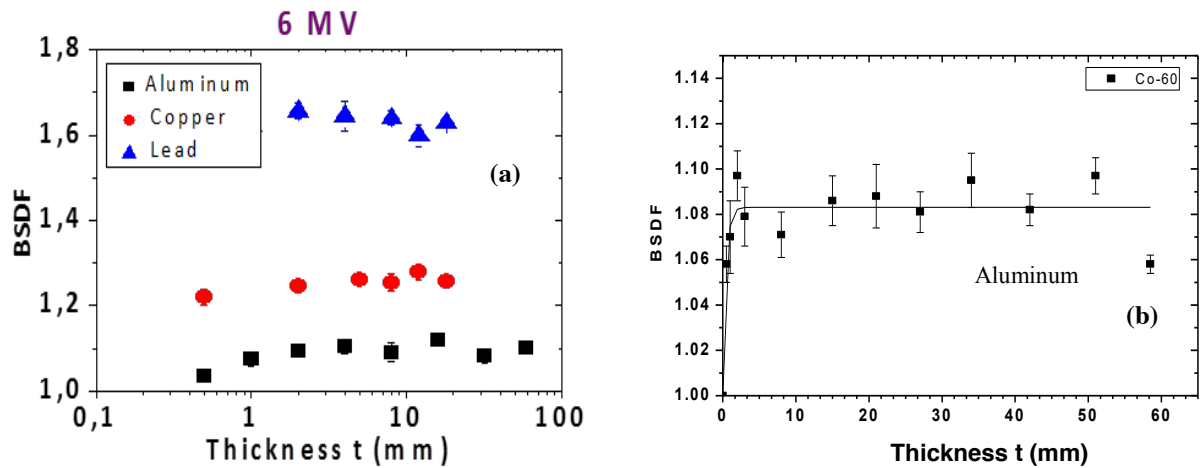 6 MV
1,8
1,6
1,4
1,2
1,0
BSDF
Aluminum
Copper
Lead
(a)
0,1
1
10
100
Thickness t (mm)
1.14
1.12
1.10
1.08
1.06
1.04
1.02
1.00
BSDF
Co-60
Aluminum
(b)
0
10
20
30
40
50
60
Thickness t (mm)